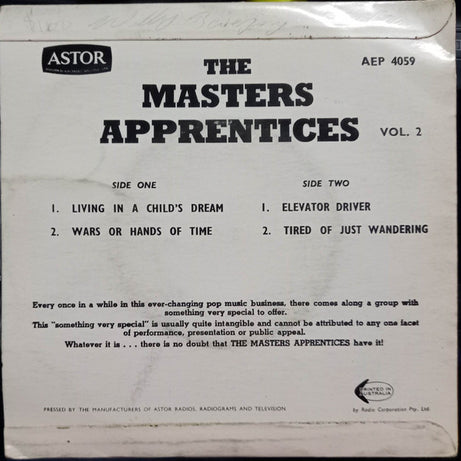 ASTOR
THE
AEP 4059
MASTERS
APPRENTICES VOL. 2
SIDE ONE
1. LIVING IN A CHILD'S DREAM
2. WARS OR HANDS OF TIME
SIDE TWO
1. ELEVATOR DRIVER
2. TIRED OF JUST WANDERING
Every once in a while in this ever-changing pop music business, there comes along a group with
something very special to offer.
This "something very special" is usually quite intangible and cannot be attributed to any one facet
of performance, presentation or public appeal.
Whatever it is . . . there is no doubt that THE MASTERS APPRENTICES have it!
PRINTED IN
AUSTRALIA
PRESSED BY THE MANUFACTURERS OF ASTOR RADIOS, RADIOGRAMS AND TELEVISION
by Radio Corporation Pty. Ltd.